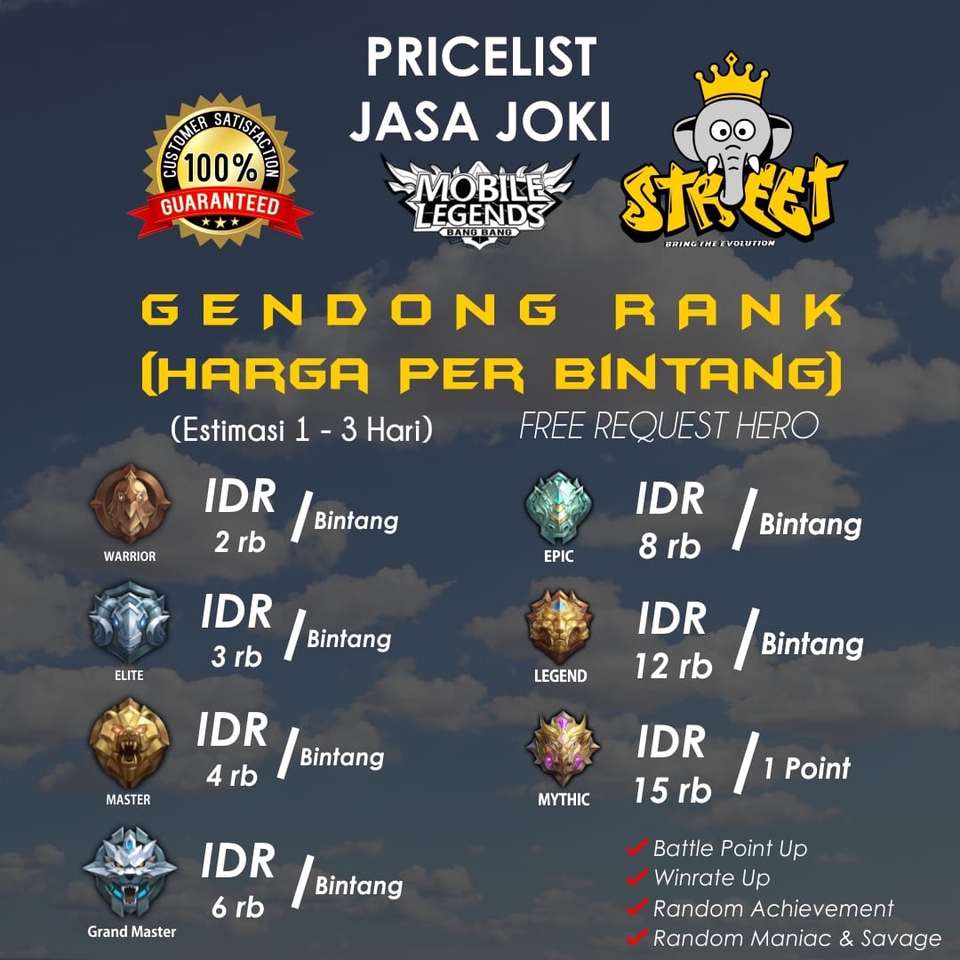 PRICELIST
JASA JOKI
CUSTOMER SATISFACTION
100%
GUARANTEED
MOBILE
LEGENDS
BANG BANG
STREET
BRING THE EVOLUTION
GENDONG RANK
(HARGA PER BINTANG)
(Estimasi 1 - 3 Hari)
FREE REQUEST HERO
WARRIOR
IDR
2 rb
/ Bintang
ELITE
IDR
3 rb
/ Bintang
MASTER
IDR
4 rb
/ Bintang
Grand Master
IDR
6 rb
/ Bintang
EPIC
IDR
8 rb
/ Bintang
LEGEND
IDR
12 rb
/ Bintang
MYTHIC
IDR
15 rb
/ 1 Point
Battle Point Up
Winrate Up
Random Achievement
Random Maniac & Savage